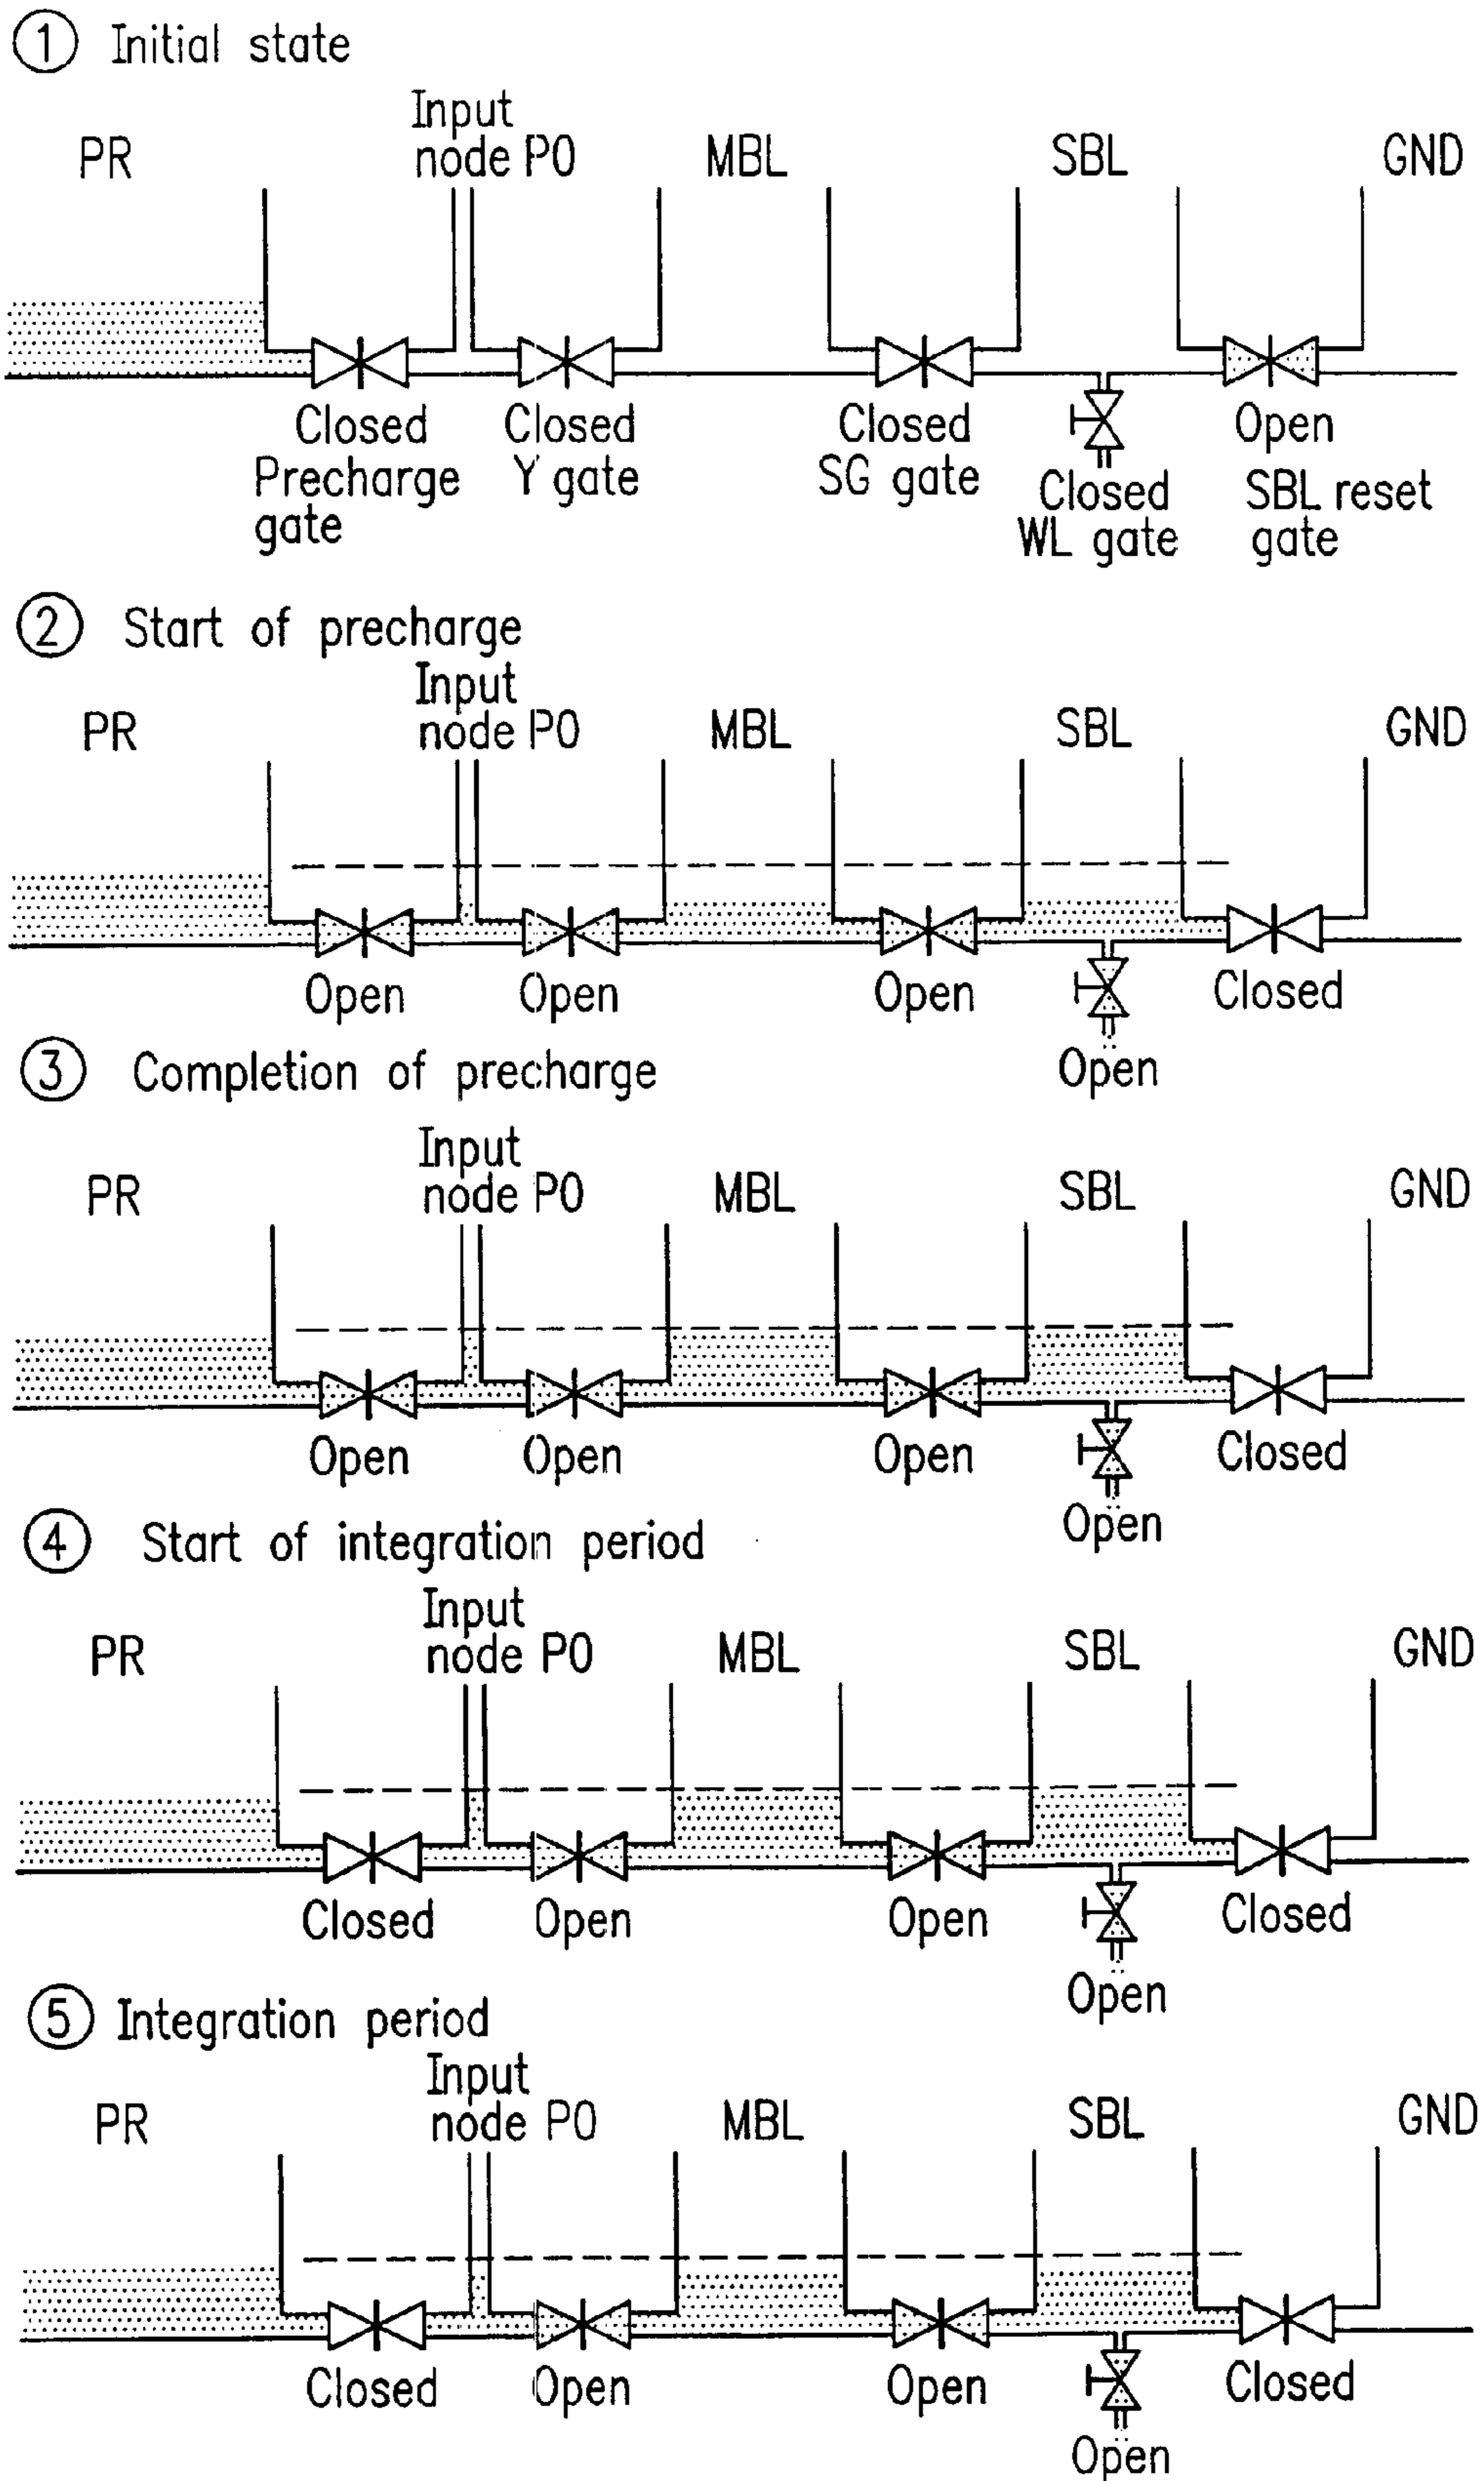 ① Initial state
Input
PR node P0 MBL SBL GND
Closed Closed Closed Open
Precharge Y gate SG gate Closed SBL reset
gate WL gate gate
② Start of precharge
Input
PR node P0 MBL SBL GND
Open Open Open Closed
Open
③ Completion of precharge
Input
PR node P0 MBL SBL GND
Open Open Open Closed
Open
④ Start of integration period
Input
PR node P0 MBL SBL GND
Closed Open Open Closed
Open
⑤ Integration period
Input
PR node P0 MBL SBL GND
Closed Open Open Closed
Open